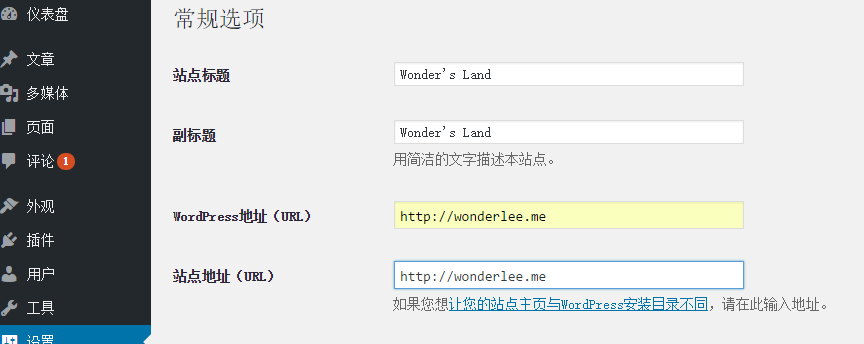 仪表盘
文章
多媒体
页面
评论 1
外观
插件
用户
工具
设置
常规选项
站点标题
Wonder's Land
副标题
Wonder's Land
用简洁的文字描述本站点。
WordPress地址（URL）
http://wonderlee.me
站点地址（URL）
http://wonderlee.me
如果您想让您的站点主页与WordPress安装目录不同，请在此输入地址。